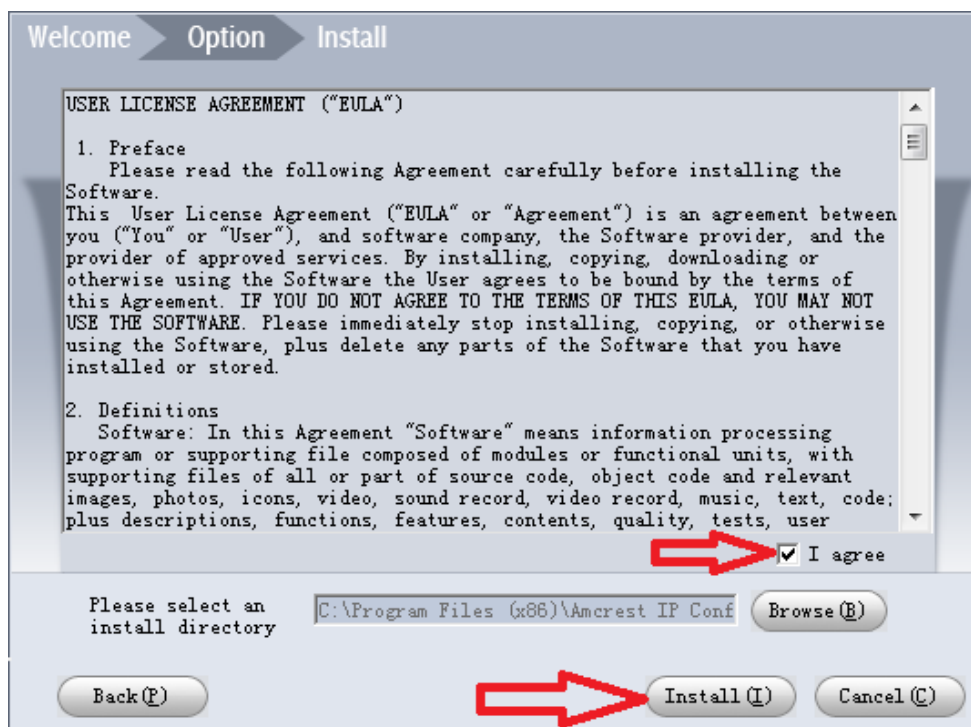 Welcome
Option
Install
USER LICENSE AGREEMENT ("EULA")
1. Preface
Please read the following Agreement carefully before installing the
Software.
This User License Agreement ("EULA" or "Agreement") is an agreement between
you ("You" or "User"), and software company, the Software provider, and the
provider of approved services. By installing, copying, downloading or
otherwise using the Software the User agrees to be bound by the terms of
this Agreement. IF YOU DO NOT AGREE TO THE TERMS OF THIS EULA, YOU MAY NOT
USE THE SOFTWARE. Please immediately stop installing, copying, or otherwise
using the Software, plus delete any parts of the Software that you have
installed or stored.
2. Definitions
Software: In this Agreement "Software" means information processing
program or supporting file composed of modules or functional units, with
supporting files of all or part of source code, object code and relevant
images, photos, icons, video, sound record, video record, music, text, code;
plus descriptions, functions, features, contents, quality, tests, user
I agree
Please select an
install directory
C:\Program Files (x86)\Amcrest IP Conf
Browse(B)
Back(P)
Install(I)
Cancel(C)